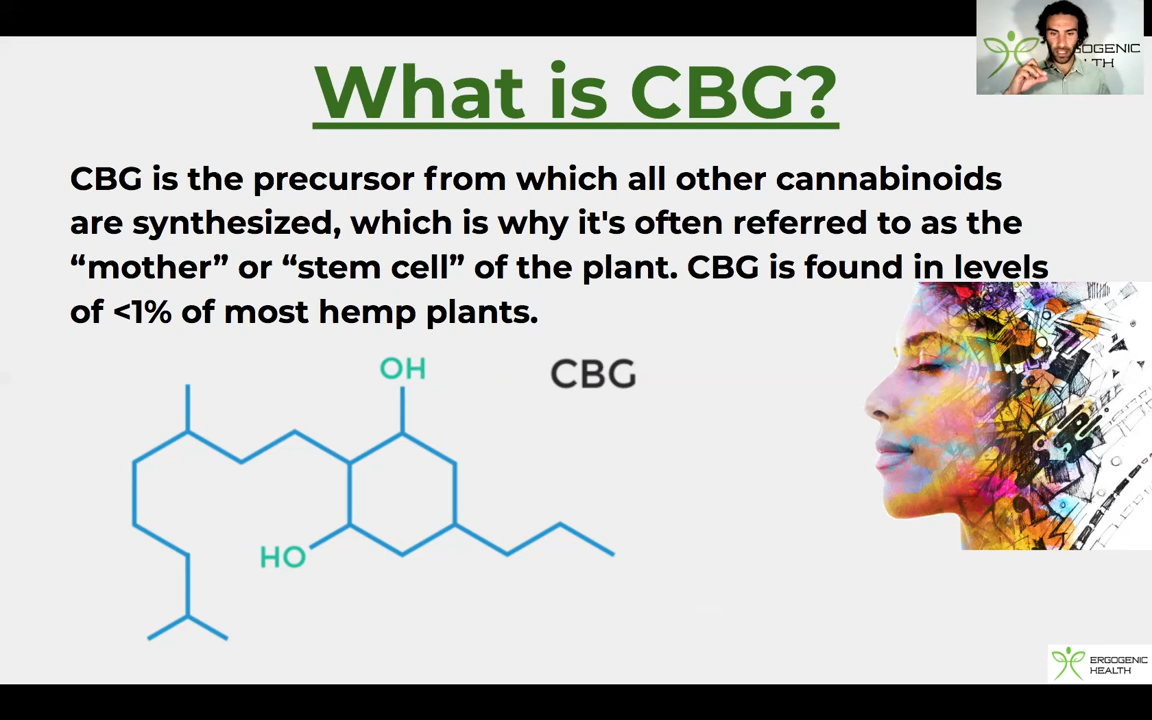 What is CBG?
CBG is the precursor from which all other cannabinoids
are synthesized, which is why it's often referred to as the
“mother” or “stem cell” of the plant. CBG is found in levels
of <1% of most hemp plants.
OH
CBG
HO
ERGOGENIC
HEALTH